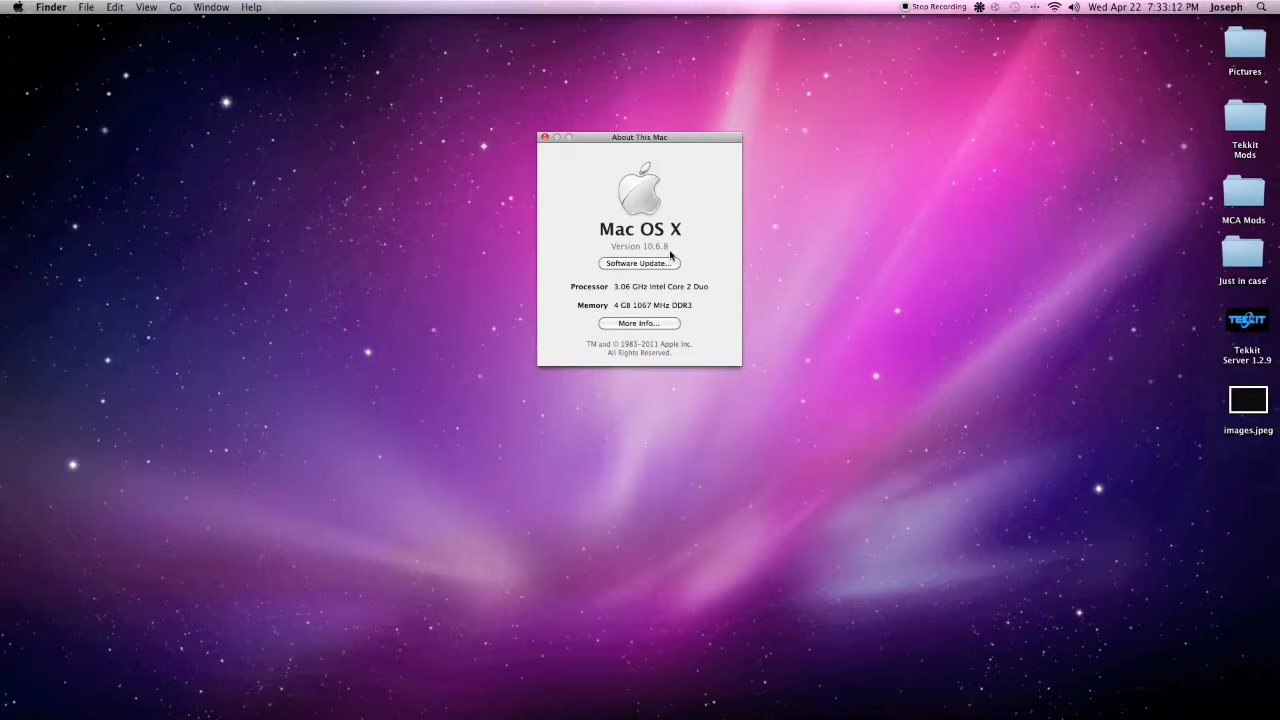 Finder File Edit View Go Window Help Stop Recording Wed Apr 22 7:33:12 PM Joseph
About This Mac
Mac OS X
Version 10.6.8
Software Update...
Processor 3.06 GHz Intel Core 2 Duo
Memory 4 GB 1067 MHz DDR3
More Info...
TM and © 1983–2011 Apple Inc.
All Rights Reserved.
Pictures
Tekkit
Mods
MCA Mods
Just in case
TEKKIT
Tekkit
Server 1.2.9
images.jpeg